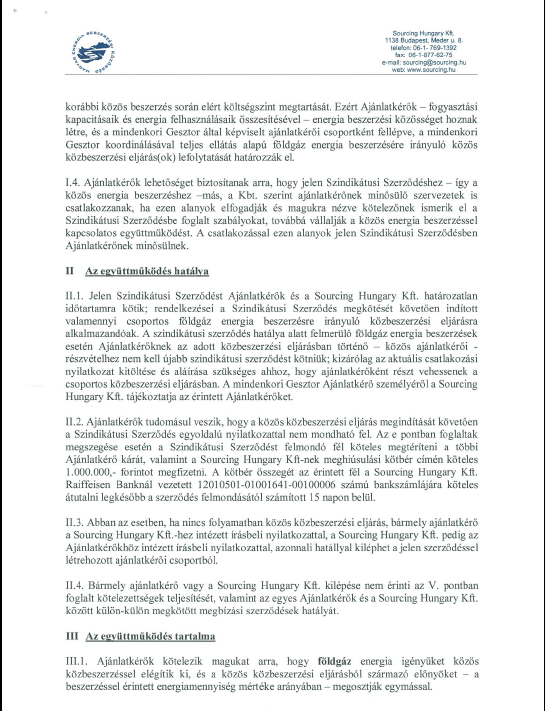 MAGYAR ENERGIA BESZERZÉSI KÖZÖSSÉG
Sourcing Hungary Kft.
1138 Budapest, Meder u. 8.
telefon: 06-1- 769-1392
fax: 06-1-877-62-75
e-mail: sourcing@sourcing.hu
web: www.sourcing.hu
korábbi közös beszerzés során elért költségszint megtartását. Ezért Ajánlatkérők – fogyasztási
kapacitásaik és energia felhasználásaik összesítésével – energia beszerzési közösséget hoznak
létre, és a mindenkori Gesztor által képviselt ajánlatkérői csoportként fellépve, a mindenkori
Gesztor koordinálásával teljes ellátás alapú földgáz energia beszerzésére irányuló közös
közbeszerzési eljárás(ok) lefolytatását határozzák el.
I.4. Ajánlatkérők lehetőséget biztosítanak arra, hogy jelen Szindikátusi Szerződéshez – így a
közös energia beszerzéshez –más, a Kbt. szerint ajánlatkérőnek minősülő szervezetek is
csatlakozzanak, ha ezen alanyok elfogadják és magukra nézve kötelezőnek ismerik el a
Szindikátusi Szerződésbe foglalt szabályokat, továbbá vállalják a közös energia beszerzéssel
kapcsolatos együttműködést. A csatlakozással ezen alanyok jelen Szindikátusi Szerződésben
Ajánlatkérőnek minősülnek.
II Az együttműködés hatálya
II.1. Jelen Szindikátusi Szerződést Ajánlatkérők és a Sourcing Hungary Kft. határozatlan
időtartamra kötik; rendelkezései a Szindikátusi Szerződés megkötését követően indított
valamennyi csoportos földgáz energia beszerzésre irányuló közbeszerzési eljárásra
alkalmazandóak. A szindikátusi szerződés hatálya alatt felmerülő földgáz energia beszerzések
esetén Ajánlatkérőknek az adott közbeszerzési eljárásban történő – közös ajánlatkérői -
részvételhez nem kell újabb szindikátusi szerződést kötniük; kizárólag az aktuális csatlakozási
nyilatkozat kitöltése és aláírása szükséges ahhoz, hogy ajánlatkérőként részt vehessenek a
csoportos közbeszerzési eljárásban. A mindenkori Gesztor Ajánlatkérő személyéről a Sourcing
Hungary Kft. tájékoztatja az érintett Ajánlatkérőket.
II.2. Ajánlatkérők tudomásul veszik, hogy a közös közbeszerzési eljárás megindítását követően
a Szindikátusi Szerződés egyoldalú nyilatkozattal nem mondható fel. Az e pontban foglaltak
megszegése esetén a Szindikátusi Szerződést felmondó fél köteles megtéríteni a többi
Ajánlatkérő kárát, valamint a Sourcing Hungary Kft-nek meghiúsulási kötbér címén köteles
1.000.000,- forintot megfizetni. A kötbér összegét az érintett fél a Sourcing Hungary Kft.
Raiffeisen Banknál vezetett 12010501-01001641-00100006 számú bankszámlájára köteles
átutalni legkésőbb a szerződés felmondásától számított 15 napon belül.
II.3. Abban az esetben, ha nincs folyamatban közös közbeszerzési eljárás, bármely ajánlatkérő
a Sourcing Hungary Kft.-hez intézett írásbeli nyilatkozattal, a Sourcing Hungary Kft. pedig az
Ajánlatkérőkhöz intézett írásbeli nyilatkozattal, azonnali hatállyal kiléphet a jelen szerződéssel
létrehozott ajánlatkérői csoportból.
II.4. Bármely ajánlatkérő vagy a Sourcing Hungary Kft. kilépése nem érinti az V. pontban
foglalt kötelezettségek teljesítését, valamint az egyes Ajánlatkérők és a Sourcing Hungary Kft.
között külön-külön megkötött megbízási szerződések hatályát.
III Az együttműködés tartalma
III.1. Ajánlatkérők kötelezik magukat arra, hogy földgáz energia igényüket közös
közbeszerzéssel elégítik ki, és a közös közbeszerzési eljárásból származó előnyöket – a
beszerzéssel érintett energiamennyiség mértéke arányában – megosztják egymással.